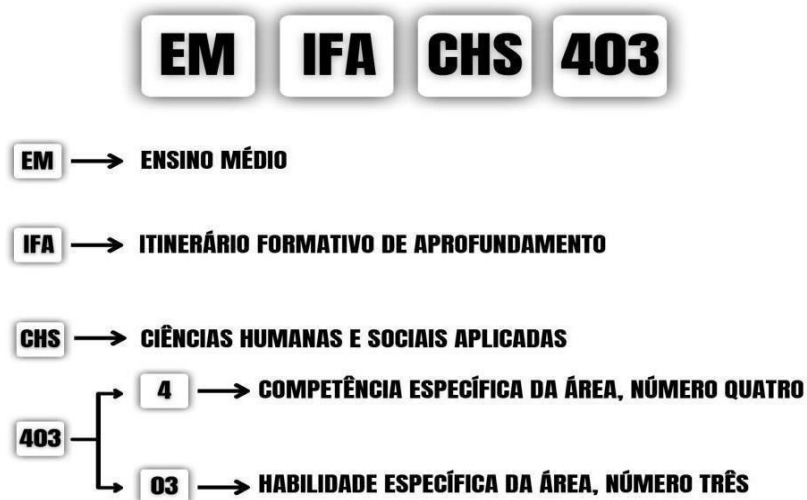 EM IFA CHS 403
EM ENSINO MÉDIO
IFA ITINERÁRIO FORMATIVO DE APROFUNDAMENTO
CHS CIÊNCIAS HUMANAS E SOCIAIS APLICADAS
4 COMPETÊNCIA ESPECÍFICA DA ÁREA, NÚMERO QUATRO
403
03 HABILIDADE ESPECÍFICA DA ÁREA, NÚMERO TRÊS